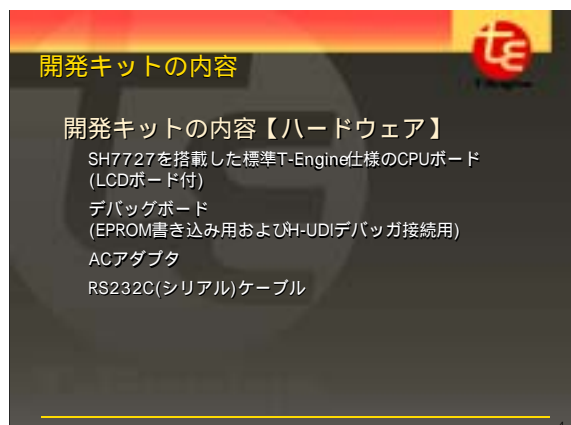 開発キットの内容
T-Engine
開発キットの内容【ハードウェア】
SH7727を搭載した標準T-Engine仕様のCPUボード
(LCDボード付)
デバッグボード
(EPROM書き込み用およびH-UDIデバッガ接続用)
ACアダプタ
RS232C(シリアル)ケーブル